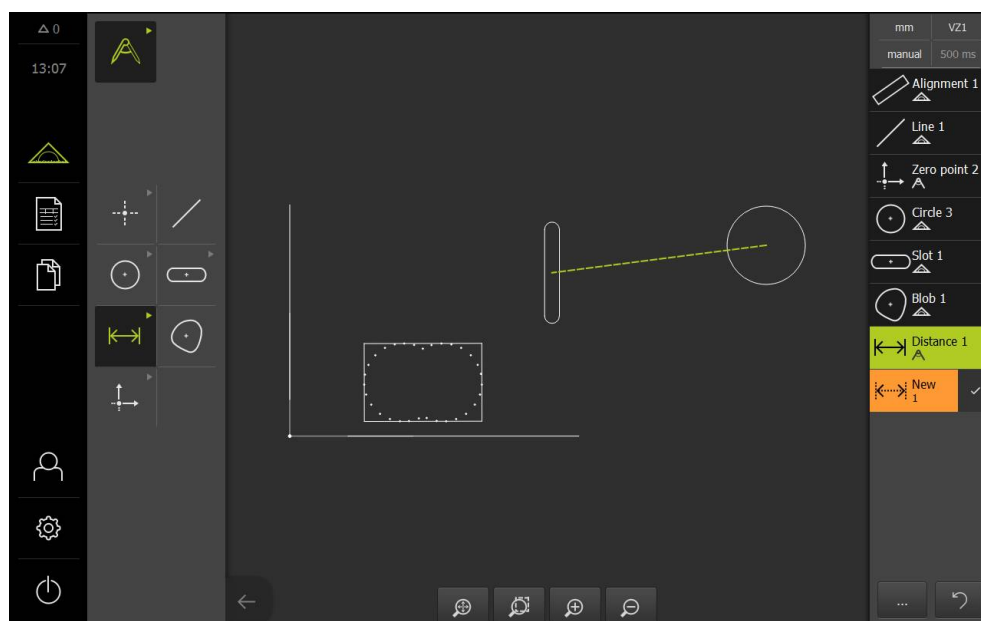 0
13:07
mm VZ1
manual 500 ms
Alignment 1
Line 1
Zero point 2
Circle 3
Slot 1
Blob 1
Distance 1
New
1
...